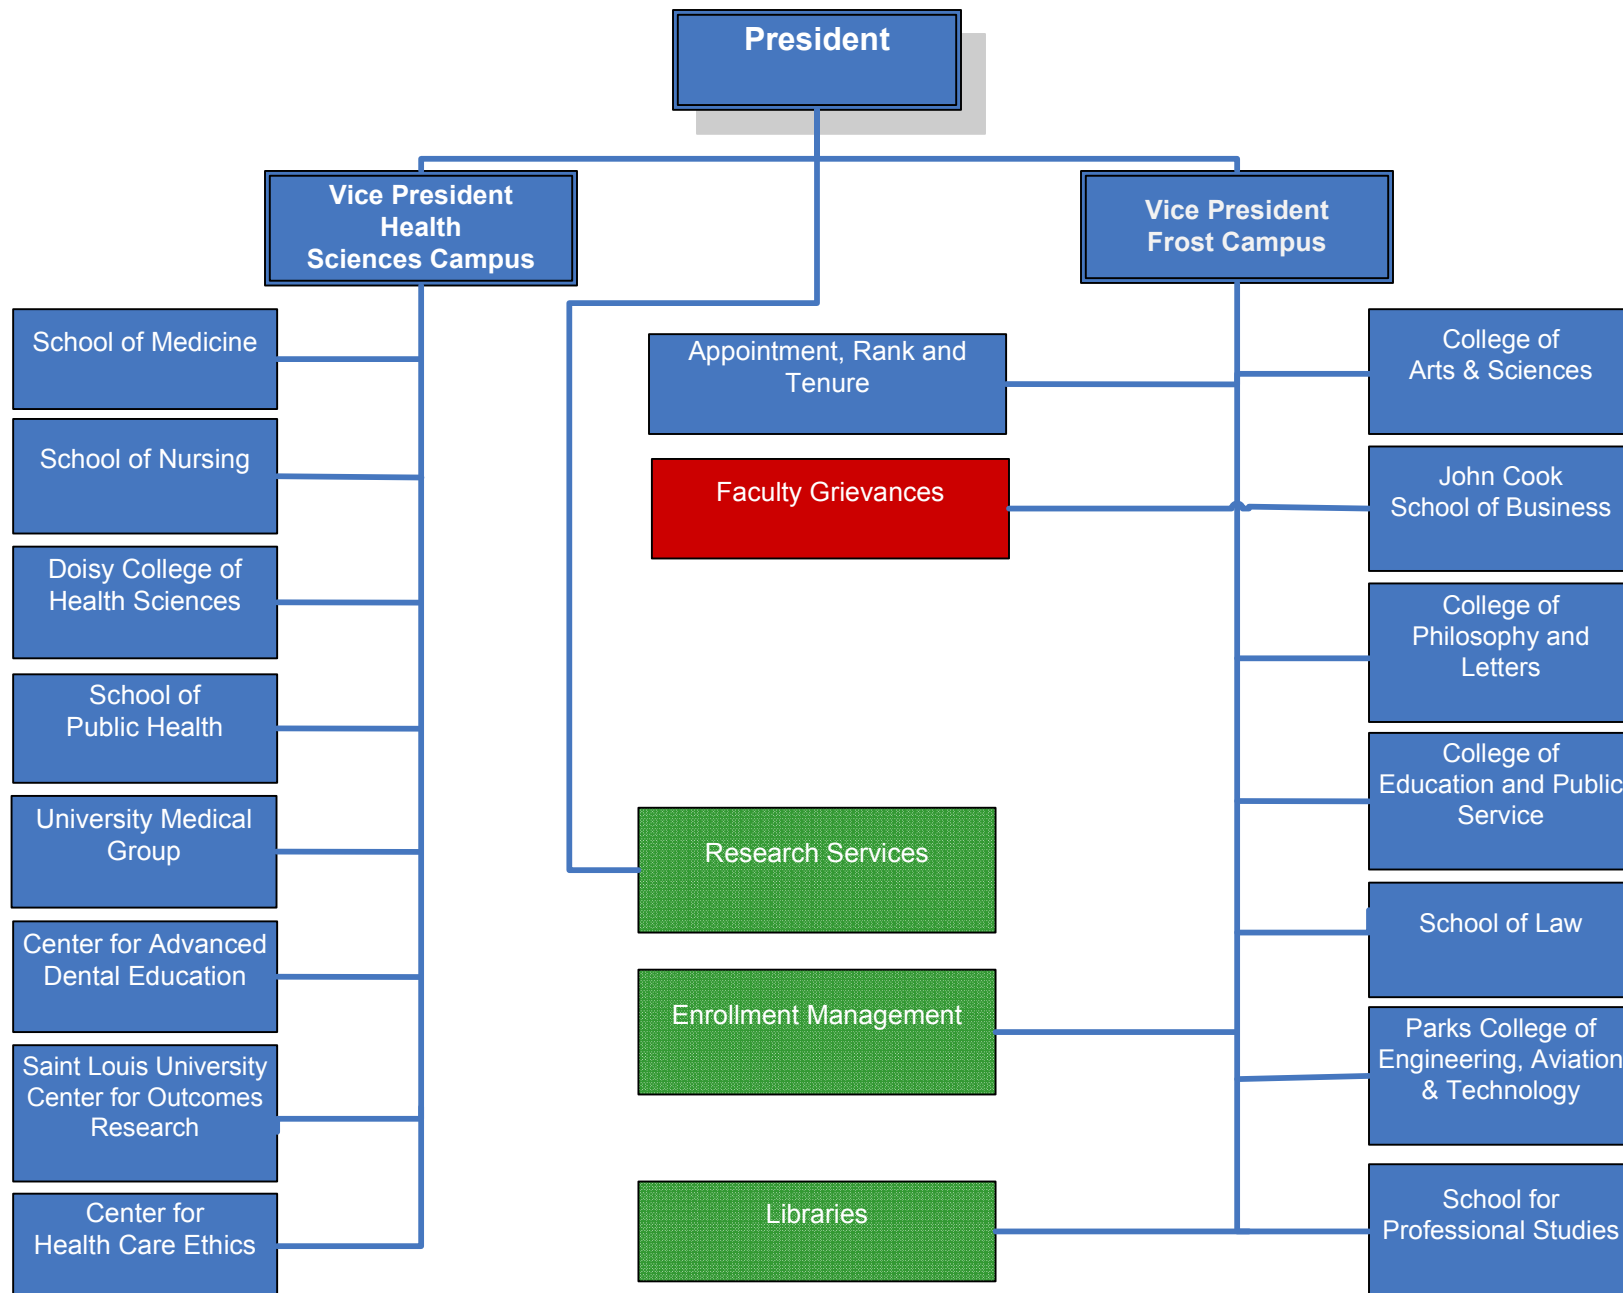 President
Vice President
Health
Sciences Campus
Vice President
Frost Campus
School of Medicine
School of Nursing
Doisy College of
Health Sciences
School of
Public Health
University Medical
Group
Center for Advanced
Dental Education
Saint Louis University
Center for Outcomes
Research
Center for
Health Care Ethics
Appointment, Rank and
Tenure
Faculty Grievances
Research Services
Enrollment Management
Libraries
College of
Arts & Sciences
John Cook
School of Business
College of
Philosophy and
Letters
College of
Education and Public
Service
School of Law
Parks College of
Engineering, Aviation
& Technology
School for
Professional Studies